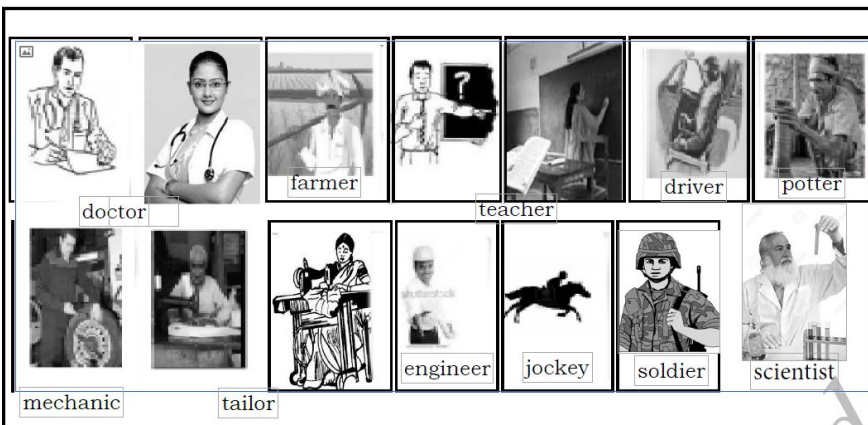 farmer
driver
potter
doctor
teacher
?
engineer
jockey
soldier
scientist
mechanic
tailor
d